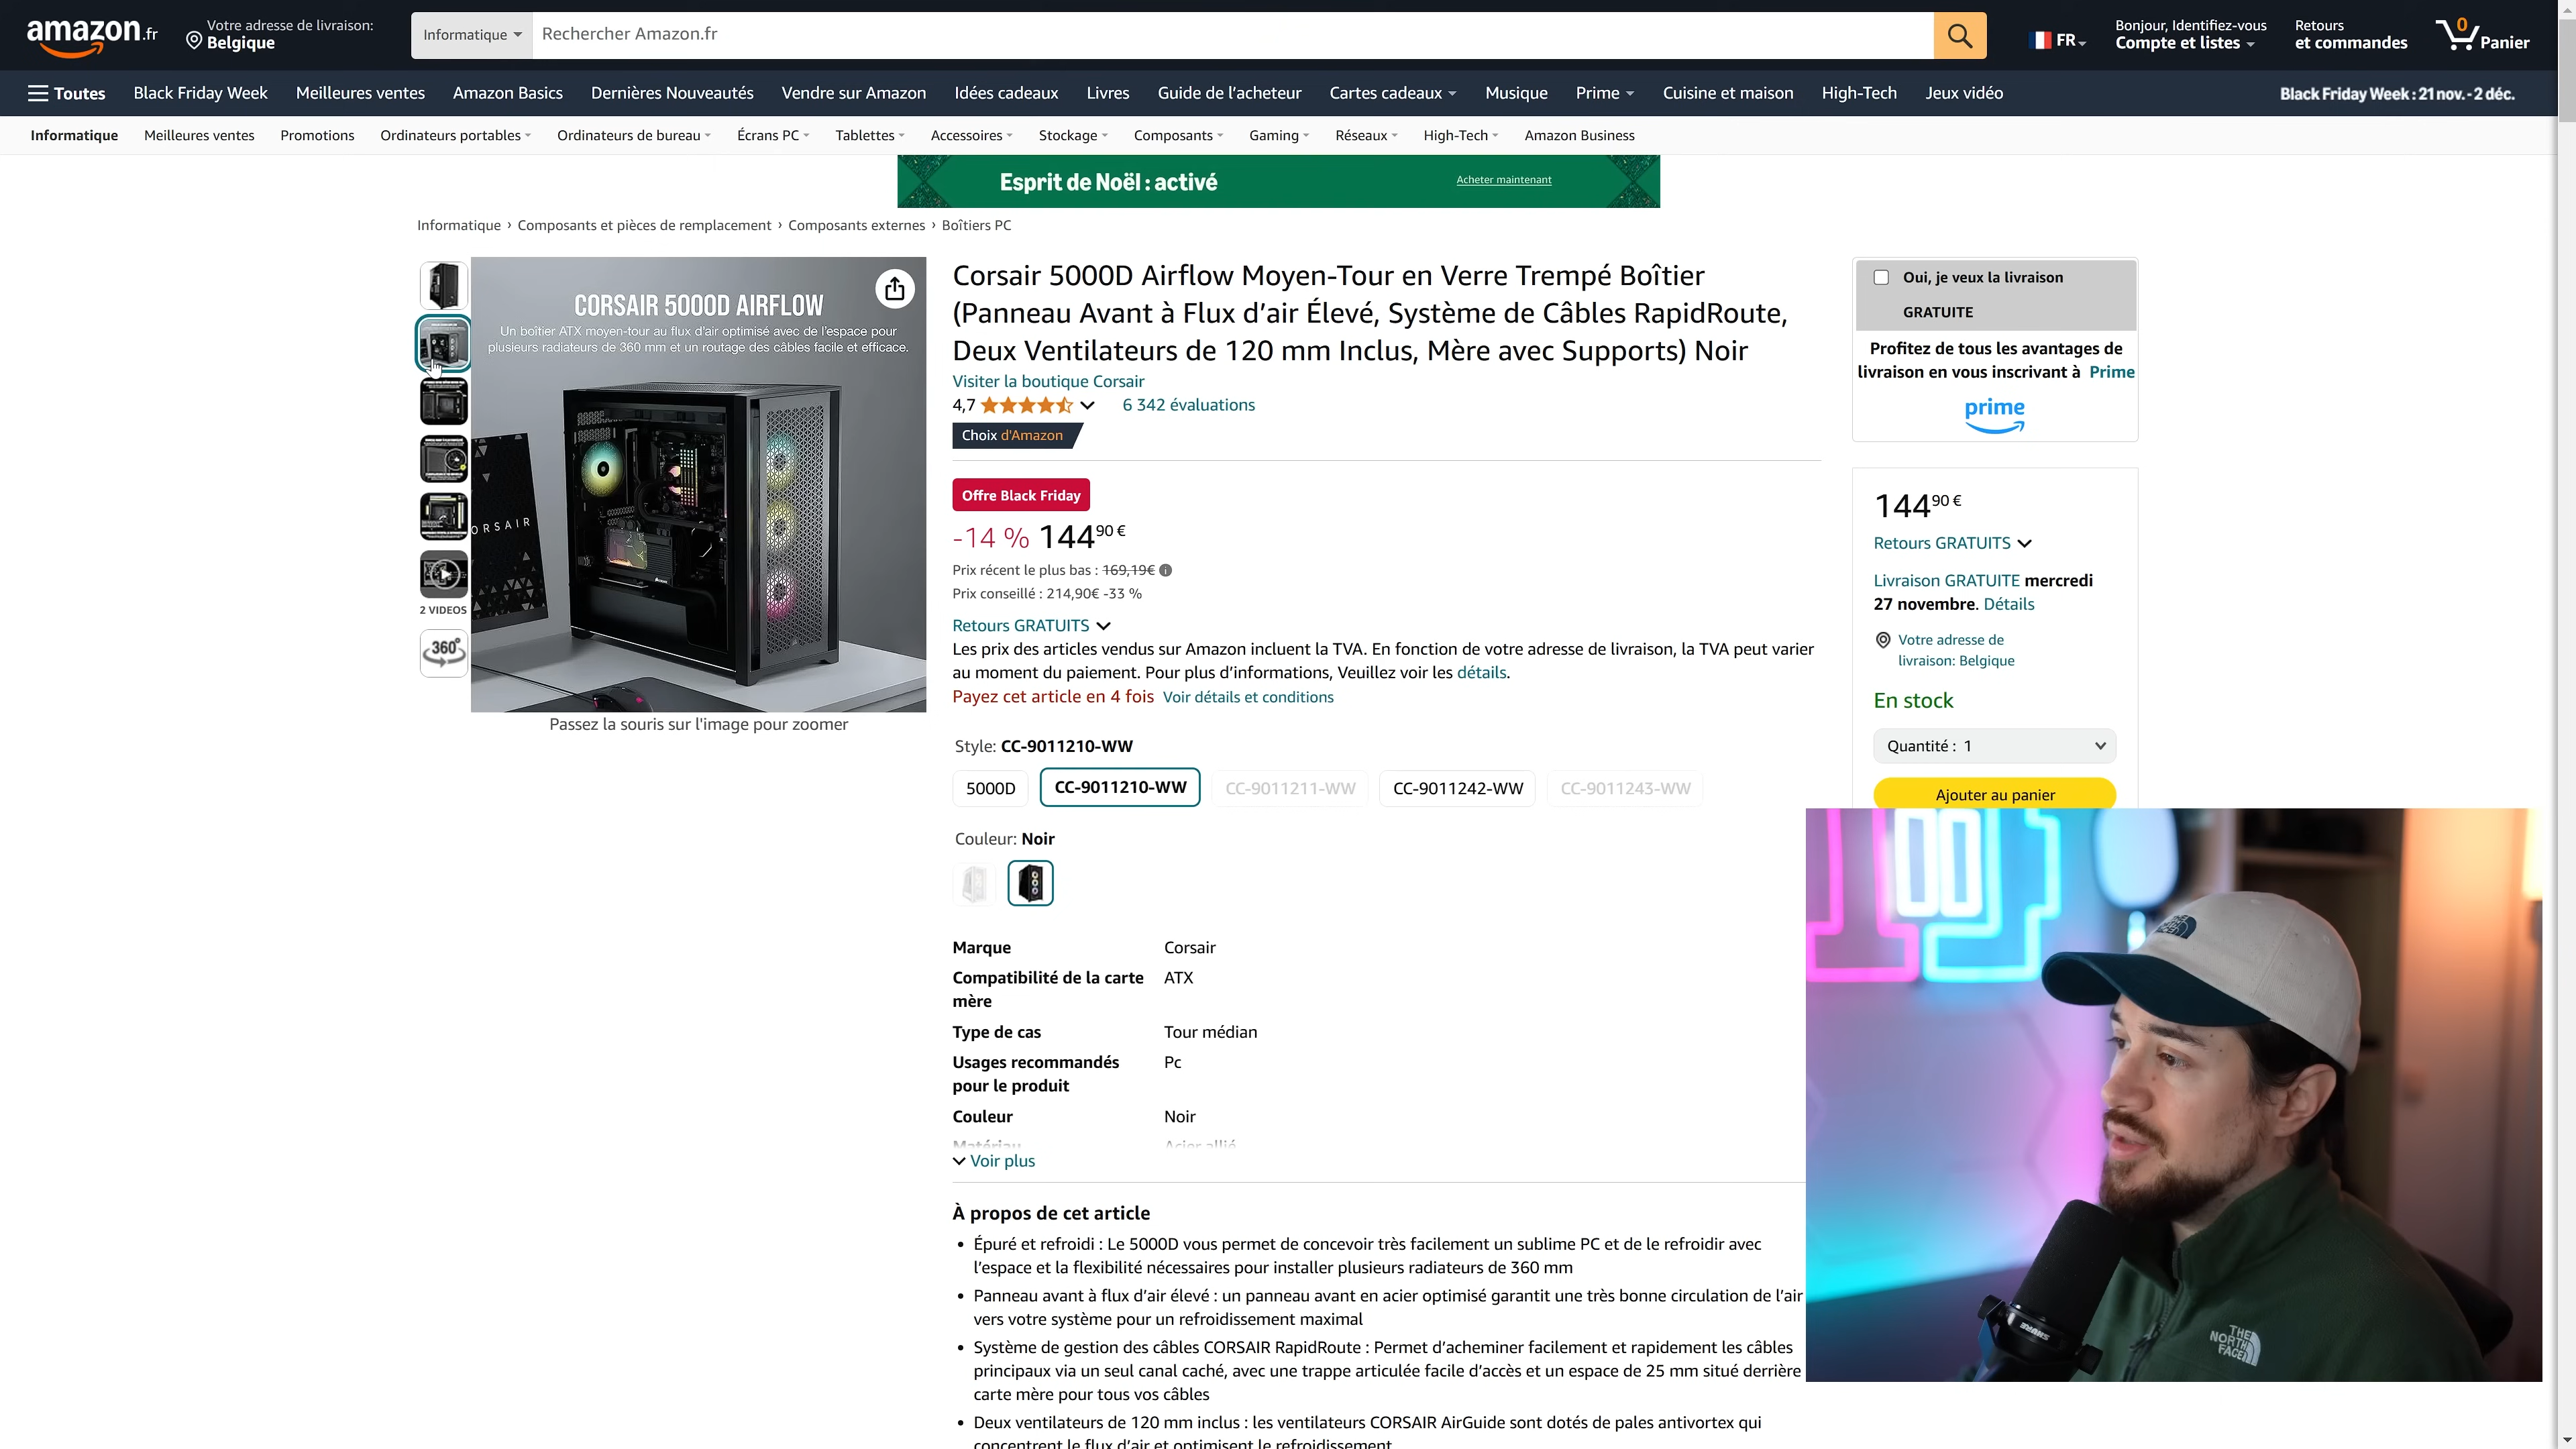 amazon.fr
Votre adresse de livraison:
Belgique
Informatique
Rechercher Amazon.fr
FR
Bonjour, Identifiez-vous
Compte et listes
Retours
et commandes
0
Panier
Toutes
Black Friday Week
Meilleures ventes
Amazon Basics
Dernières Nouveautés
Vendre sur Amazon
Idées cadeaux
Livres
Guide de l’acheteur
Cartes cadeaux
Musique
Prime
Cuisine et maison
High-Tech
Jeux vidéo
Black Friday Week : 21 nov. - 2 déc.
Informatique
Meilleures ventes
Promotions
Ordinateurs portables
Ordinateurs de bureau
Écrans PC
Tablettes
Accessoires
Stockage
Composants
Gaming
Réseaux
High-Tech
Amazon Business
Esprit de Noël : activé
Acheter maintenant
Informatique › Composants et pièces de remplacement › Composants externes › Boîtiers PC
CORSAIR 5000D AIRFLOW
Un boîtier ATX moyen-tour au flux d'air optimisé avec de l'espace pour
plusieurs radiateurs de 360 mm et un routage des câbles facile et efficace.
ORSAIR
2 VIDEOS
360°
Passez la souris sur l'image pour zoomer
Corsair 5000D Airflow Moyen-Tour en Verre Trempé Boîtier
(Panneau Avant à Flux d’air Élevé, Système de Câbles RapidRoute,
Deux Ventilateurs de 120 mm Inclus, Mère avec Supports) Noir
Visiter la boutique Corsair
4,7
6 342 évaluations
Choix d'Amazon
Offre Black Friday
-14 % 144,90 €
Prix récent le plus bas : 169,19€
Prix conseillé : 214,90€ -33 %
Retours GRATUITS
Les prix des articles vendus sur Amazon incluent la TVA. En fonction de votre adresse de livraison, la TVA peut varier
au moment du paiement. Pour plus d’informations, Veuillez voir les détails.
Payez cet article en 4 fois Voir détails et conditions
Style: CC-9011210-WW
5000D
CC-9011210-WW
CC-9011211-WW
CC-9011242-WW
CC-9011243-WW
Couleur: Noir
Marque Corsair
Compatibilité de la carte ATX
mère
Type de cas Tour médian
Usages recommandés Pc
pour le produit
Couleur Noir
Matériau Acier allié
Voir plus
À propos de cet article
• Épuré et refroidi : Le 5000D vous permet de concevoir très facilement un sublime PC et de le refroidir avec
l’espace et la flexibilité nécessaires pour installer plusieurs radiateurs de 360 mm
• Panneau avant à flux d’air élevé : un panneau avant en acier optimisé garantit une très bonne circulation de l’air
vers votre système pour un refroidissement maximal
• Système de gestion des câbles CORSAIR RapidRoute : Permet d’acheminer facilement et rapidement les câbles
principaux via un seul canal caché, avec une trappe articulée facile d’accès et un espace de 25 mm situé derrière
carte mère pour tous vos câbles
• Deux ventilateurs de 120 mm inclus : les ventilateurs CORSAIR AirGuide sont dotés de pales antivortex qui
concentrent le flux d’air et optimisent le refroidissement
Oui, je veux la livraison
GRATUITE
Profitez de tous les avantages de
livraison en vous inscrivant à Prime
prime
144,90 €
Retours GRATUITS
Livraison GRATUITE mercredi
27 novembre. Détails
Votre adresse de
livraison: Belgique
En stock
Quantité : 1
Ajouter au panier
SHURE
THE
NORTH
FACE